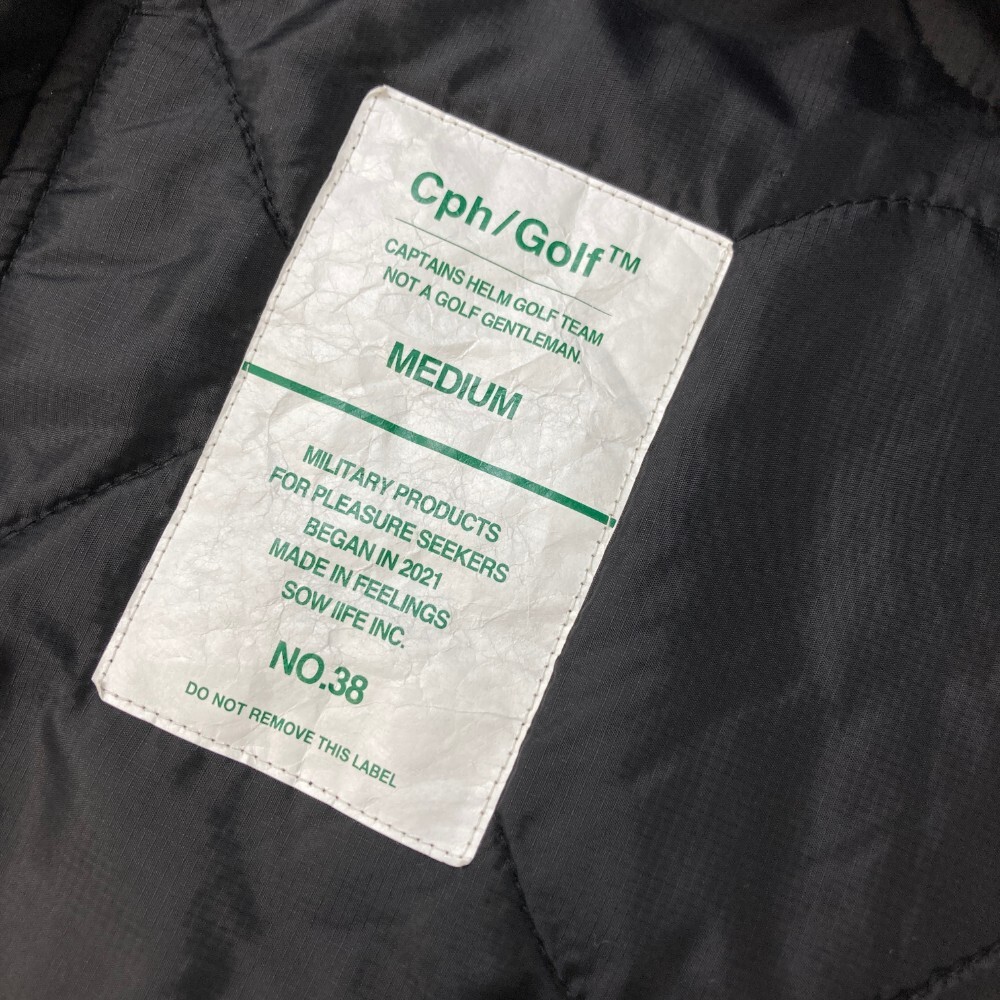 Cph/Golf™
CAPTAINS HELM GOLF TEAM
NOT A GOLF GENTLEMAN.
MEDIUM
MILITARY PRODUCTS
FOR PLEASURE SEEKERS
BEGAN IN 2021
MADE IN FEELINGS
SOW IIFE INC.
NO.38
DO NOT REMOVE THIS LABEL